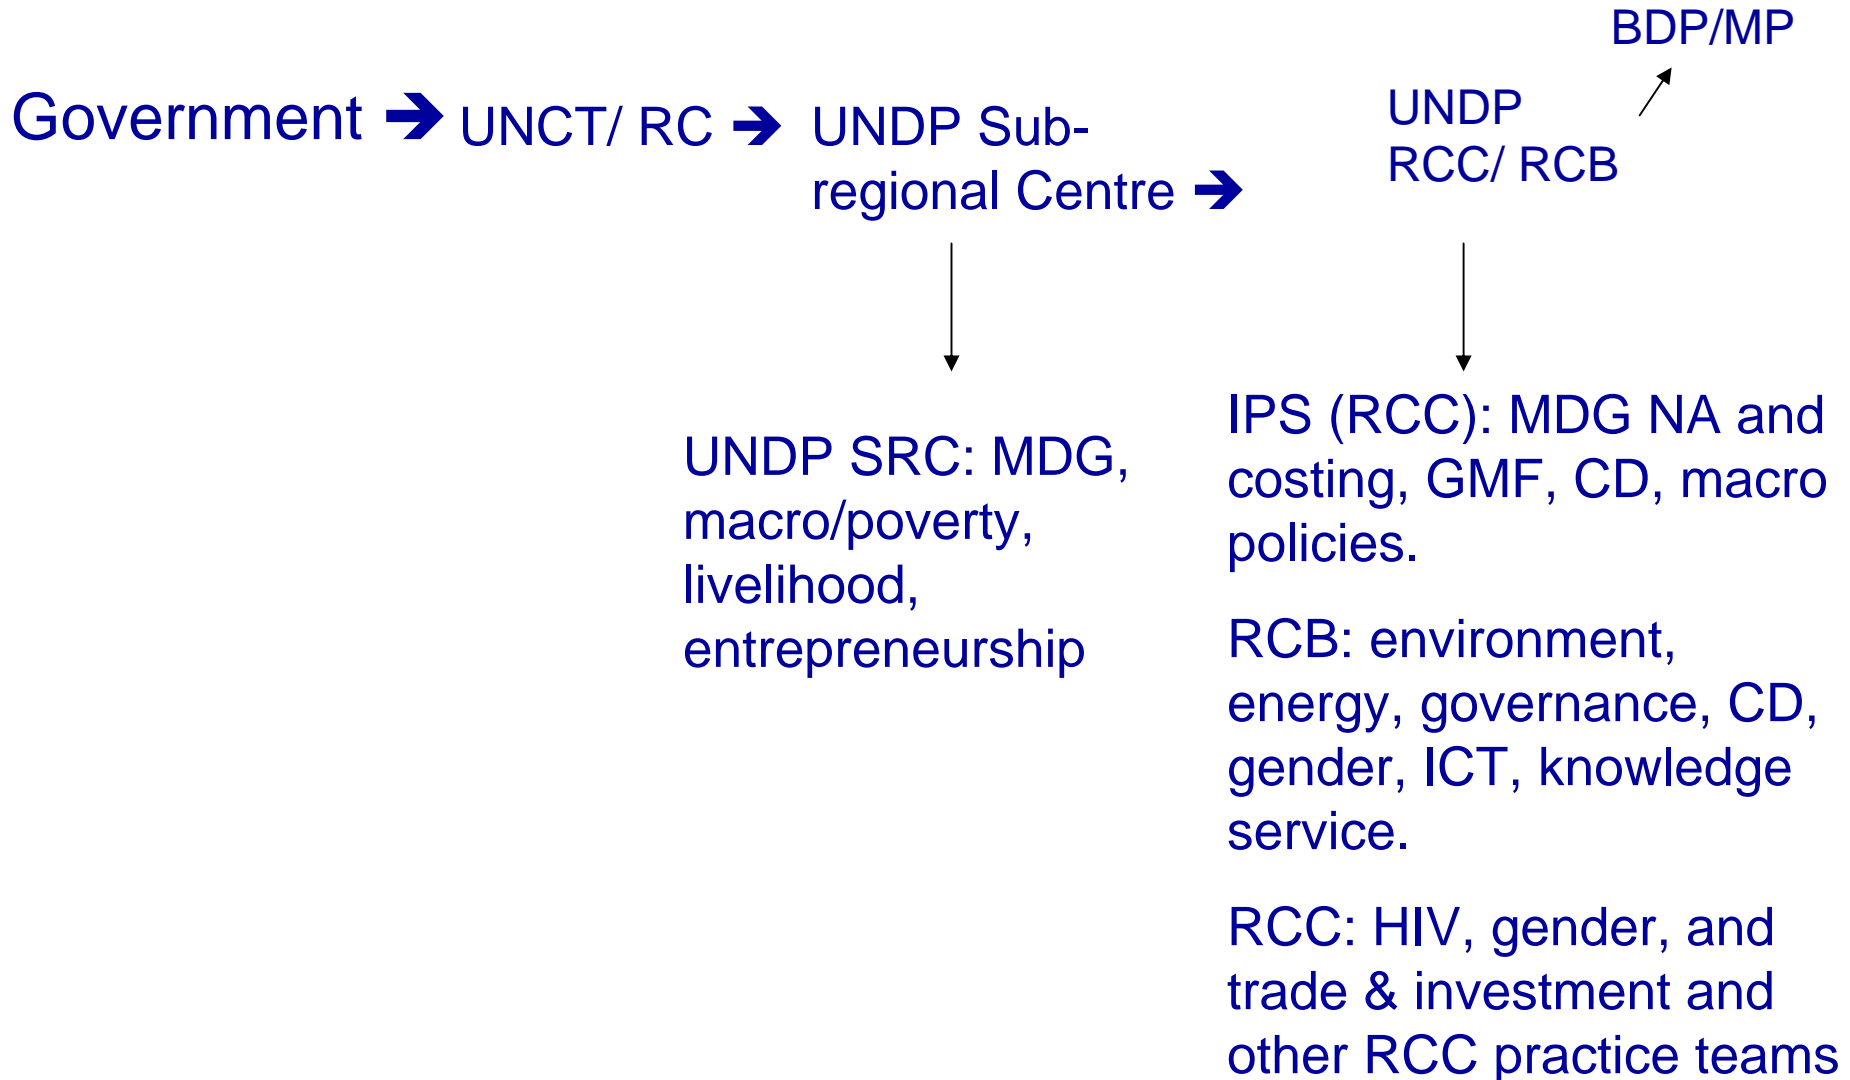 BDP/MP
Government ➔ UNCT/ RC ➔ UNDP Sub-
regional Centre ➔
UNDP
RCC/ RCB
UNDP SRC: MDG,
macro/poverty,
livelihood,
entrepreneurship
IPS (RCC): MDG NA and
costing, GMF, CD, macro
policies.
RCB: environment,
energy, governance, CD,
gender, ICT, knowledge
service.
RCC: HIV, gender, and
trade & investment and
other RCC practice teams